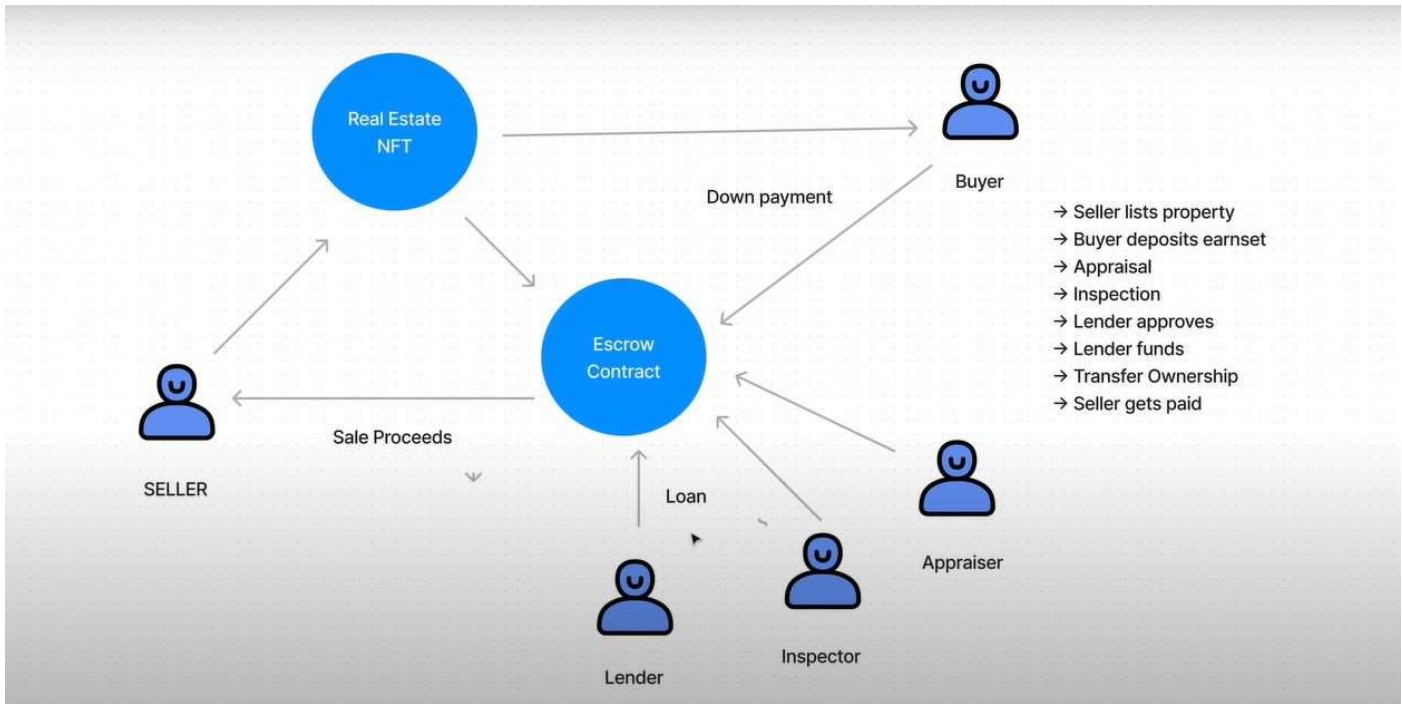 Real Estate
NFT
Buyer
Down payment
→ Seller lists property
→ Buyer deposits earnset
→ Appraisal
→ Inspection
→ Lender approves
→ Lender funds
→ Transfer Ownership
→ Seller gets paid
Escrow
Contract
Sale Proceeds
SELLER
Loan
Appraiser
Inspector
Lender